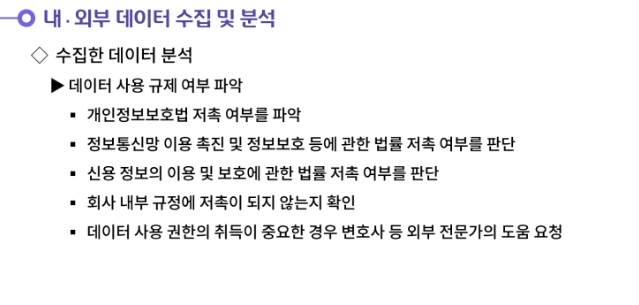 내·외부 데이터 수집 및 분석
◇ 수집한 데이터 분석
▶ 데이터 사용 규제 여부 파악
▪ 개인정보보호법 저촉 여부를 파악
▪ 정보통신망 이용 촉진 및 정보보호 등에 관한 법률 저촉 여부를 판단
▪ 신용 정보의 이용 및 보호에 관한 법률 저촉 여부를 판단
▪ 회사 내부 규정에 저촉이 되지 않는지 확인
▪ 데이터 사용 권한의 취득이 중요한 경우 변호사 등 외부 전문가의 도움 요청